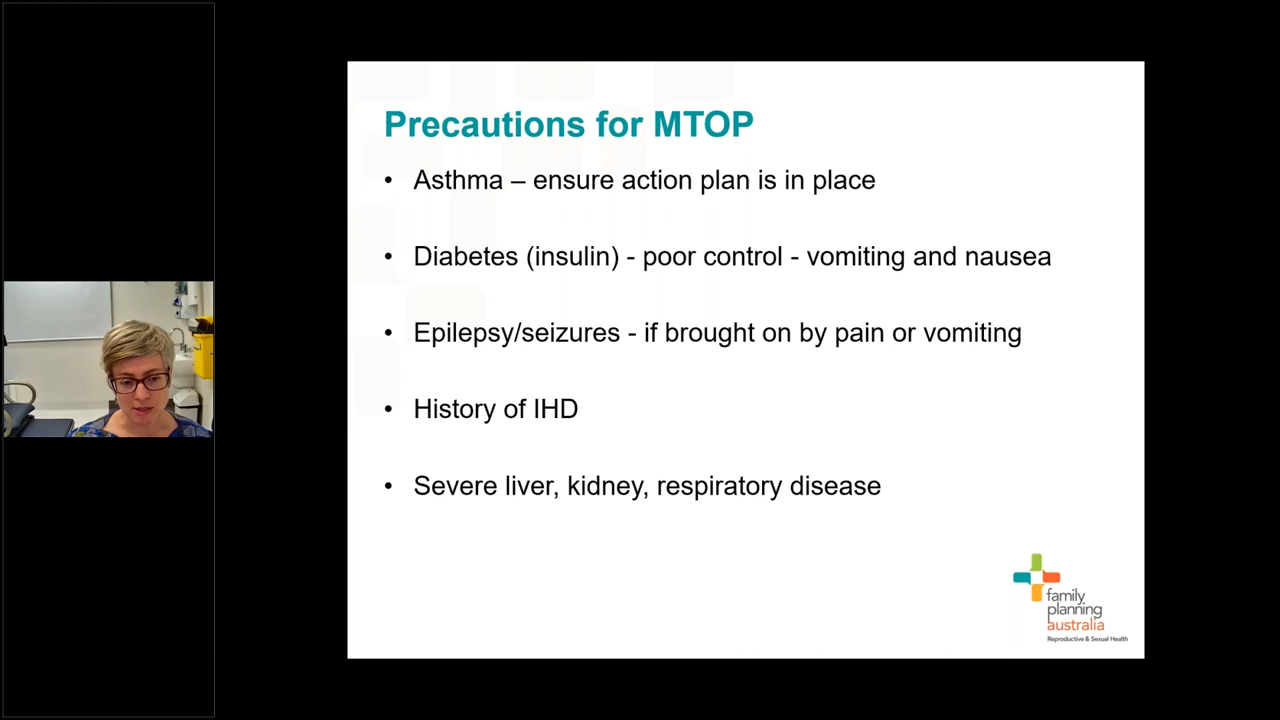 Precautions for MTOP
• Asthma – ensure action plan is in place
• Diabetes (insulin) - poor control - vomiting and nausea
• Epilepsy/seizures - if brought on by pain or vomiting
• History of IHD
• Severe liver, kidney, respiratory disease
family
planning
australia
Reproductive & Sexual Health